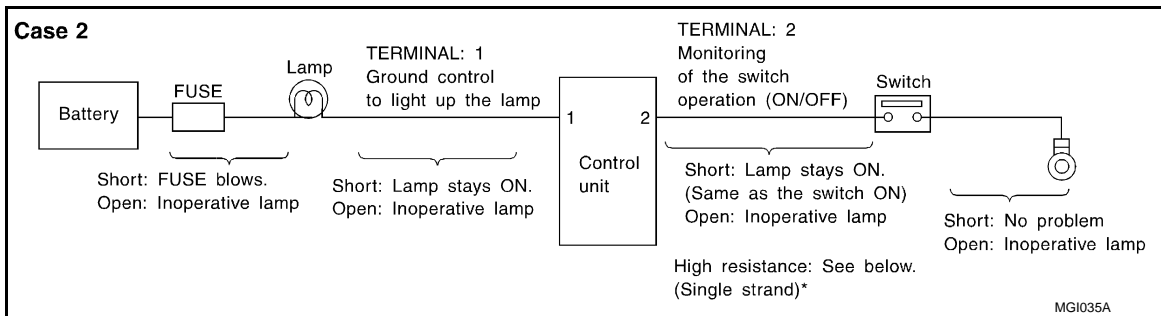 Case 2
Battery
FUSE
Lamp
TERMINAL: 1
Ground control
to light up the lamp
1
2
Control
unit
TERMINAL: 2
Monitoring
of the switch
operation (ON/OFF)
Switch
Short: FUSE blows.
Open: Inoperative lamp
Short: Lamp stays ON.
Open: Inoperative lamp
Short: Lamp stays ON.
(Same as the switch ON)
Open: Inoperative lamp
High resistance: See below.
(Single strand)*
Short: No problem
Open: Inoperative lamp
MGI035A